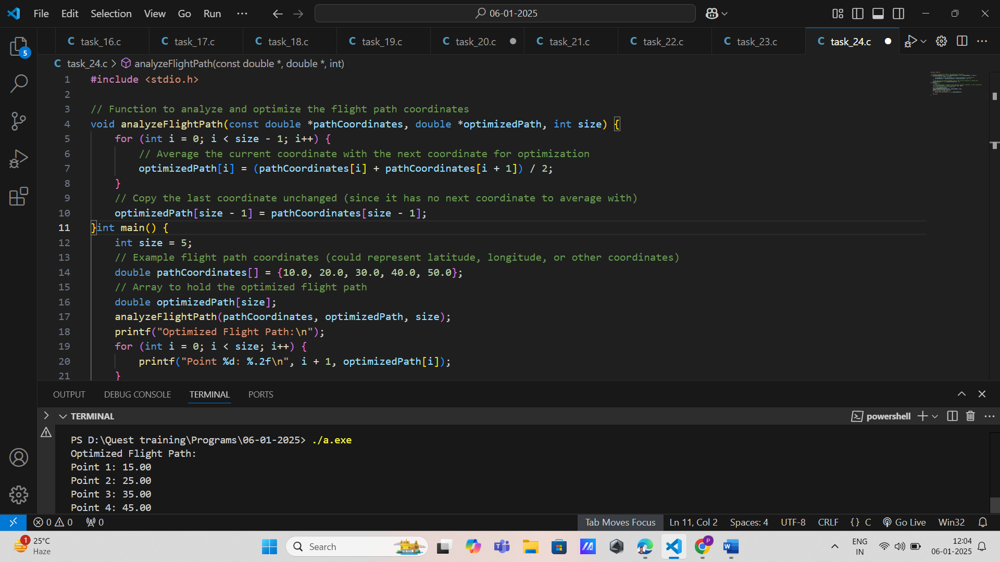 File Edit Selection View Go Run ··· 06-01-2025
task_16.c task_17.c task_18.c task_19.c task_20.c task_21.c task_22.c task_23.c task_24.c
5
C task_24.c > analyzeFlightPath(const double *, double *, int)
1 #include <stdio.h>
2
3 // Function to analyze and optimize the flight path coordinates
4 void analyzeFlightPath(const double *pathCoordinates, double *optimizedPath, int size) {
5 for (int i = 0; i < size - 1; i++) {
6 // Average the current coordinate with the next coordinate for optimization
7 optimizedPath[i] = (pathCoordinates[i] + pathCoordinates[i + 1]) / 2;
8 }
9 // Copy the last coordinate unchanged (since it has no next coordinate to average with)
10 optimizedPath[size - 1] = pathCoordinates[size - 1];
11 }int main() {
12 int size = 5;
13 // Example flight path coordinates (could represent latitude, longitude, or other coordinates)
14 double pathCoordinates[] = {10.0, 20.0, 30.0, 40.0, 50.0};
15 // Array to hold the optimized flight path
16 double optimizedPath[size];
17 analyzeFlightPath(pathCoordinates, optimizedPath, size);
18 printf("Optimized Flight Path:\n");
19 for (int i = 0; i < size; i++) {
20 printf("Point %d: %.2f\n", i + 1, optimizedPath[i]);
21 }
OUTPUT DEBUG CONSOLE TERMINAL PORTS
TERMINAL powershell
PS D:\Quest training\Programs\06-01-2025> ./a.exe
Optimized Flight Path:
Point 1: 15.00
Point 2: 25.00
Point 3: 35.00
Point 4: 45.00
0 0 0 Tab Moves Focus Ln 11, Col 2 Spaces: 4 UTF-8 CRLF {} C Go Live Win32
1 25°C Search ENG 12:04
Haze IN 06-01-2025